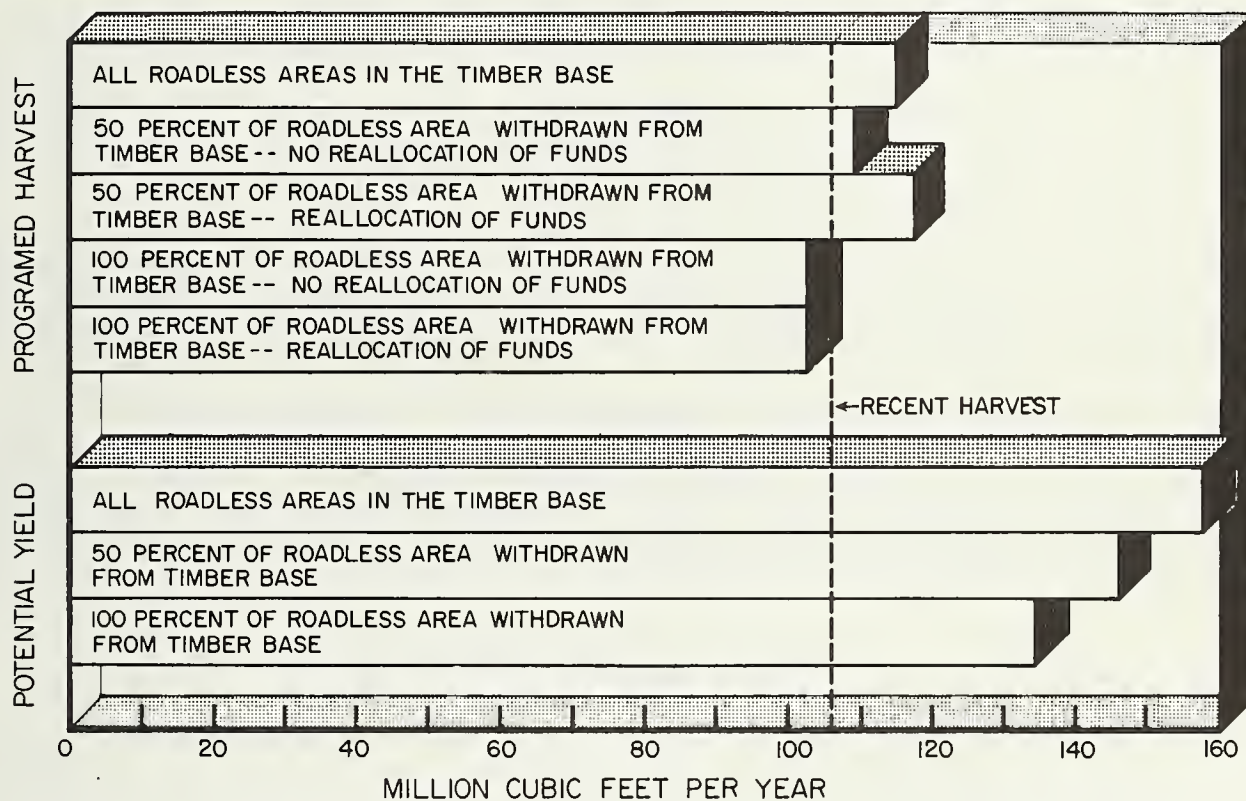 PROGRAMED HARVEST
ALL ROADLESS AREAS IN THE TIMBER BASE
50 PERCENT OF ROADLESS AREA WITHDRAWN FROM
TIMBER BASE-- NO REALLOCATION OF FUNDS
50 PERCENT OF ROADLESS AREA WITHDRAWN FROM
TIMBER BASE-- REALLOCATION OF FUNDS
100 PERCENT OF ROADLESS AREA WITHDRAWN FROM
TIMBER BASE-- NO REALLOCATION OF FUNDS
100 PERCENT OF ROADLESS AREA WITHDRAWN FROM
TIMBER BASE-- REALLOCATION OF FUNDS
←RECENT HARVEST
POTENTIAL YIELD
ALL ROADLESS AREAS IN THE TIMBER BASE
50 PERCENT OF ROADLESS AREA WITHDRAWN
FROM TIMBER BASE
100 PERCENT OF ROADLESS AREA WITHDRAWN
FROM TIMBER BASE
0 20 40 60 80 100 120 140 160
MILLION CUBIC FEET PER YEAR